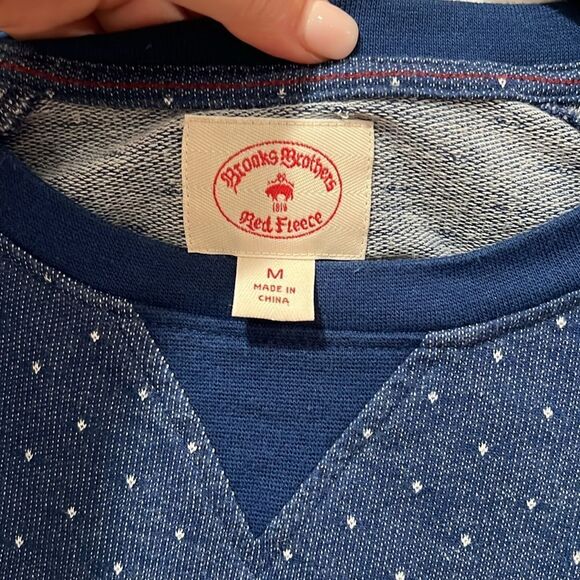 Brooks Brothers
1818
Red Fleece
M
MADE IN
CHINA